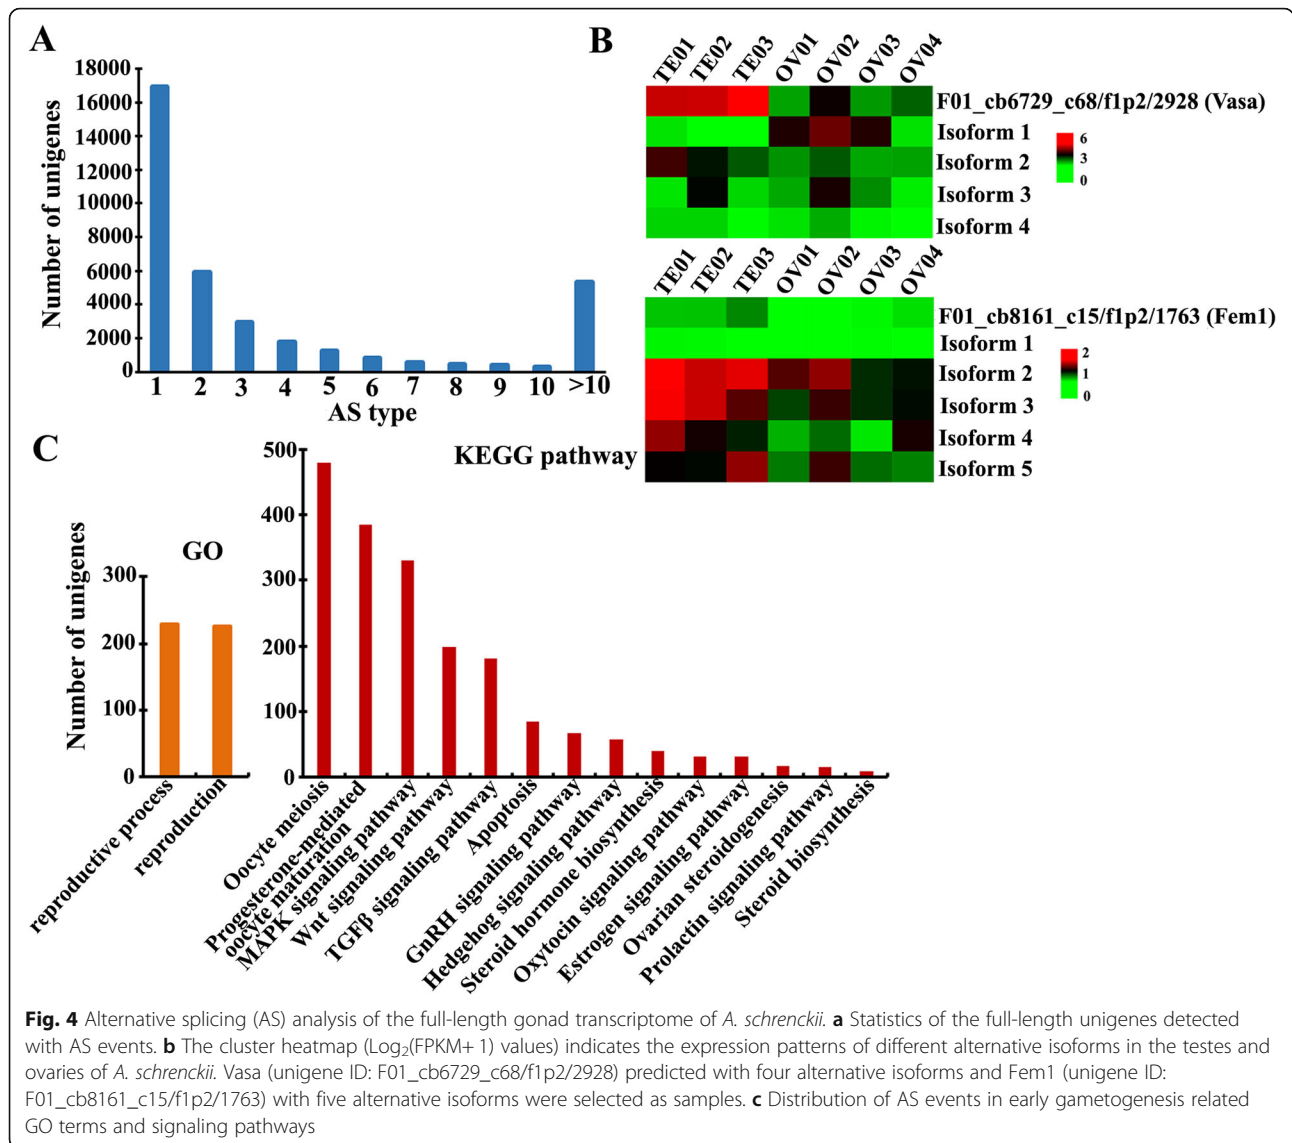 A
Number of unigenes
18000
16000
14000
12000
10000
8000
6000
4000
2000
0
1 2 3 4 5 6 7 8 9 10 >10
AS type
B
TE01 TE02 TE03 OV01 OV02 OV03 OV04
F01_cb6729_c68/f1p2/2928 (Vasa)
Isoform 1
Isoform 2
Isoform 3
Isoform 4
6
3
0
TE01 TE02 TE03 OV01 OV02 OV03 OV04
F01_cb8161_c15/f1p2/1763 (Fem1)
Isoform 1
Isoform 2
Isoform 3
Isoform 4
Isoform 5
2
1
0
C
GO
Number of unigenes
300
200
100
0
reproductive process
reproduction
KEGG pathway
500
400
300
200
100
0
Oocyte meiosis
Progesterone-mediated
oocyte maturation
MAPK signaling pathway
Wnt signaling pathway
TGFβ signaling pathway
Apoptosis
GnRH signaling pathway
Hedgehog signaling pathway
Steroid hormone biosynthesis
Oxytocin signaling pathway
Estrogen signaling pathway
Ovarian steroidogenesis
Prolactin signaling pathway
Steroid biosynthesis
Fig. 4 Alternative splicing (AS) analysis of the full-length gonad transcriptome of A. schrenckii. a Statistics of the full-length unigenes detected
with AS events. b The cluster heatmap (Log₂(FPKM+ 1) values) indicates the expression patterns of different alternative isoforms in the testes and
ovaries of A. schrenckii. Vasa (unigene ID: F01_cb6729_c68/f1p2/2928) predicted with four alternative isoforms and Fem1 (unigene ID:
F01_cb8161_c15/f1p2/1763) with five alternative isoforms were selected as samples. c Distribution of AS events in early gametogenesis related
GO terms and signaling pathways